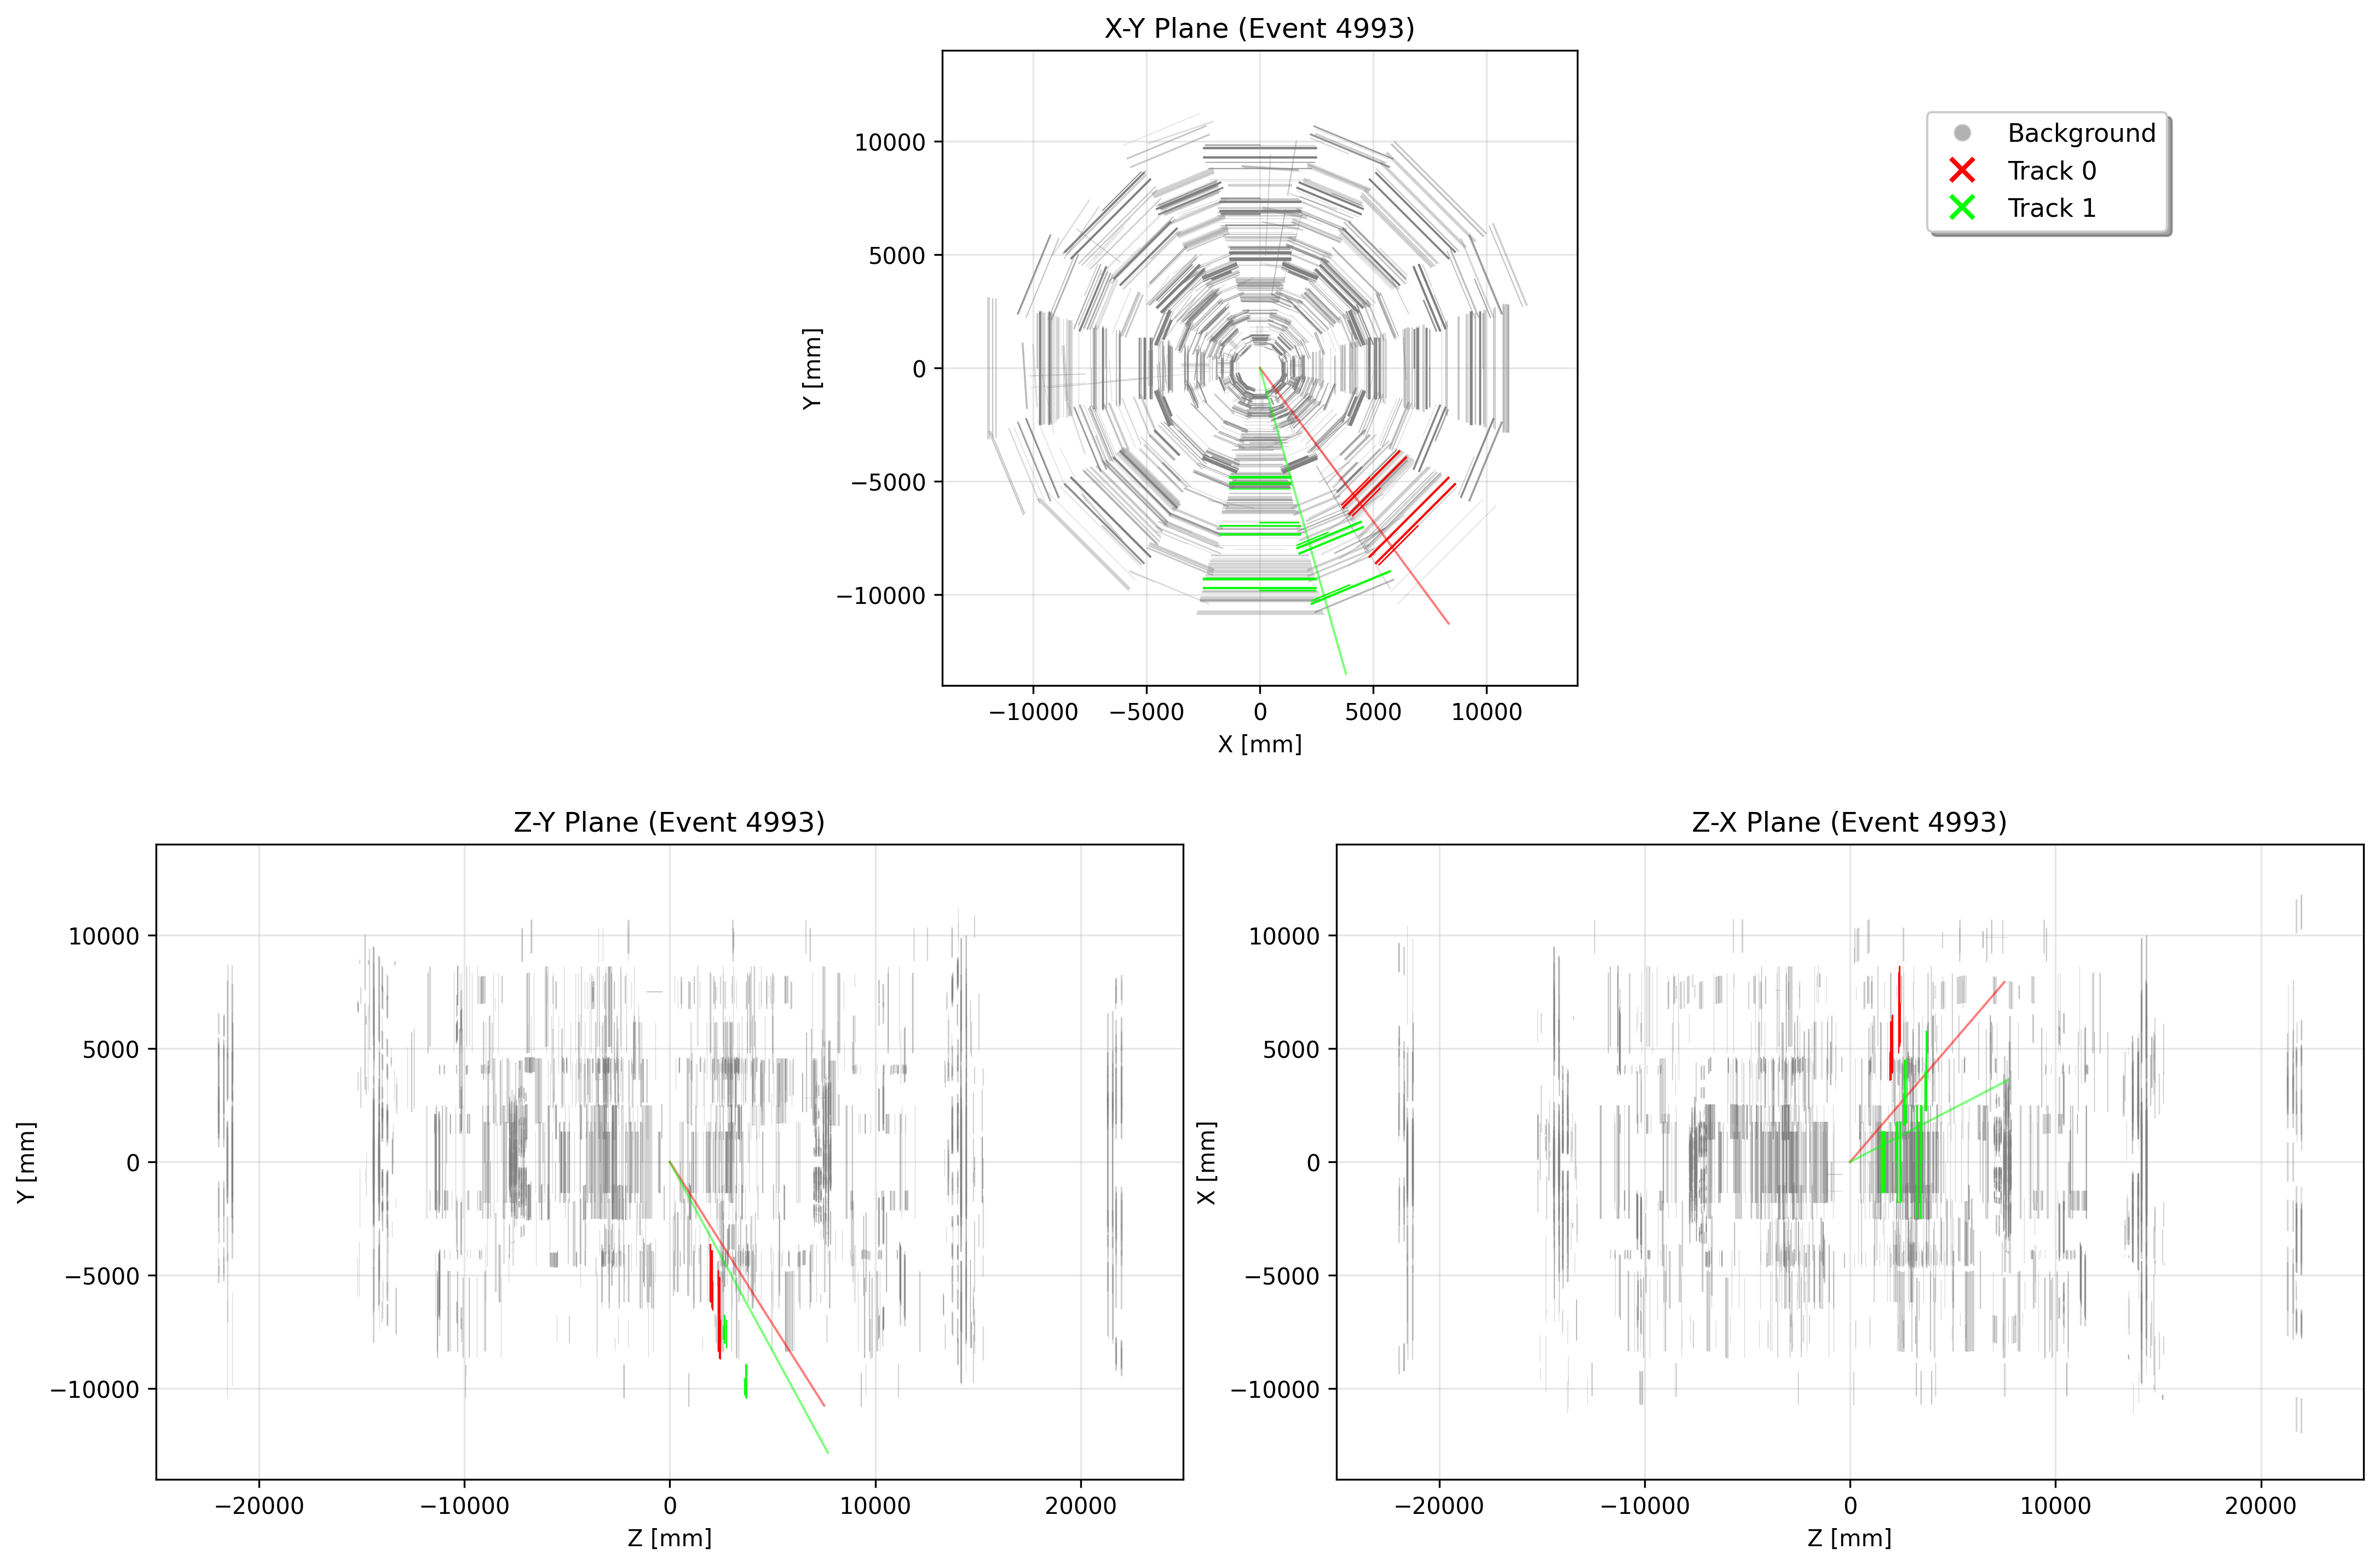 X-Y Plane (Event 4993)
10000
5000
0
−5000
−10000
Y [mm]
−10000 −5000 0 5000 10000
X [mm]
Background
Track 0
Track 1
Z-Y Plane (Event 4993)
10000
5000
0
−5000
−10000
Y [mm]
−20000 −10000 0 10000 20000
Z [mm]
Z-X Plane (Event 4993)
10000
5000
0
−5000
−10000
X [mm]
−20000 −10000 0 10000 20000
Z [mm]